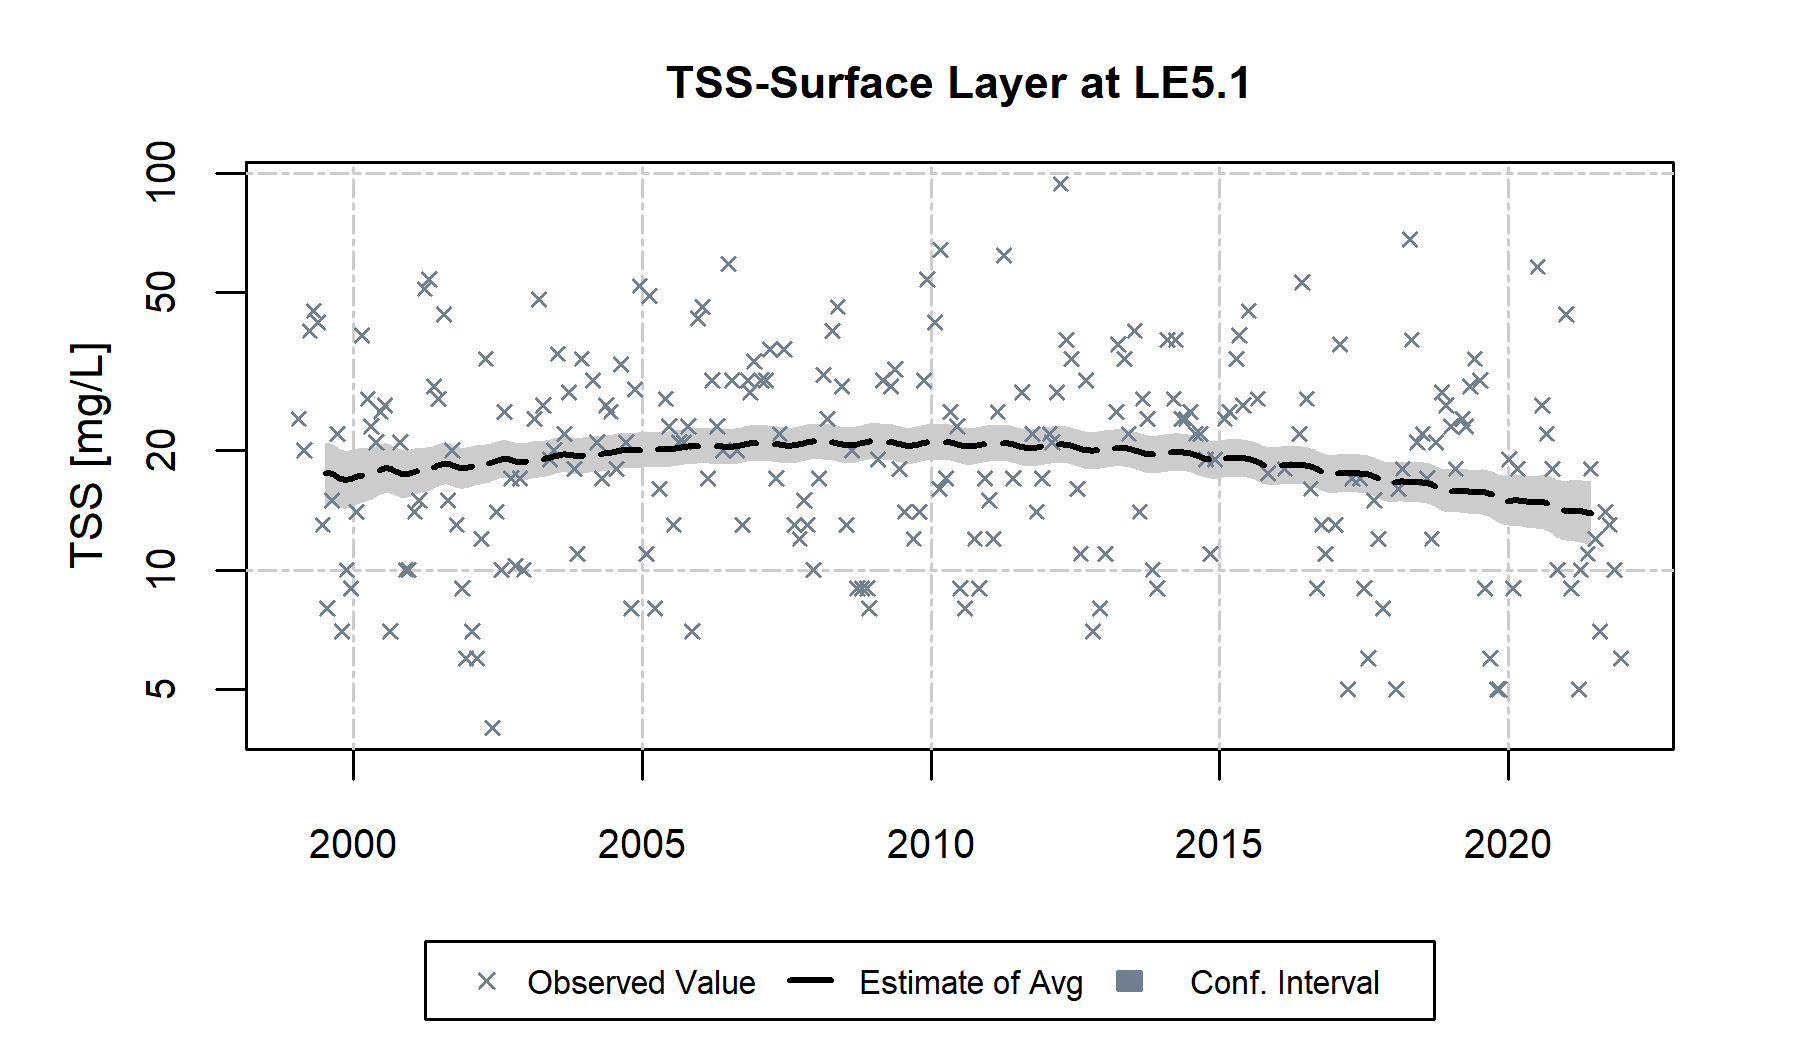 TSS-Surface Layer at LE5.1
TSS [mg/L]
100
50
20
10
5
2000 2005 2010 2015 2020
Observed Value Estimate of Avg Conf. Interval